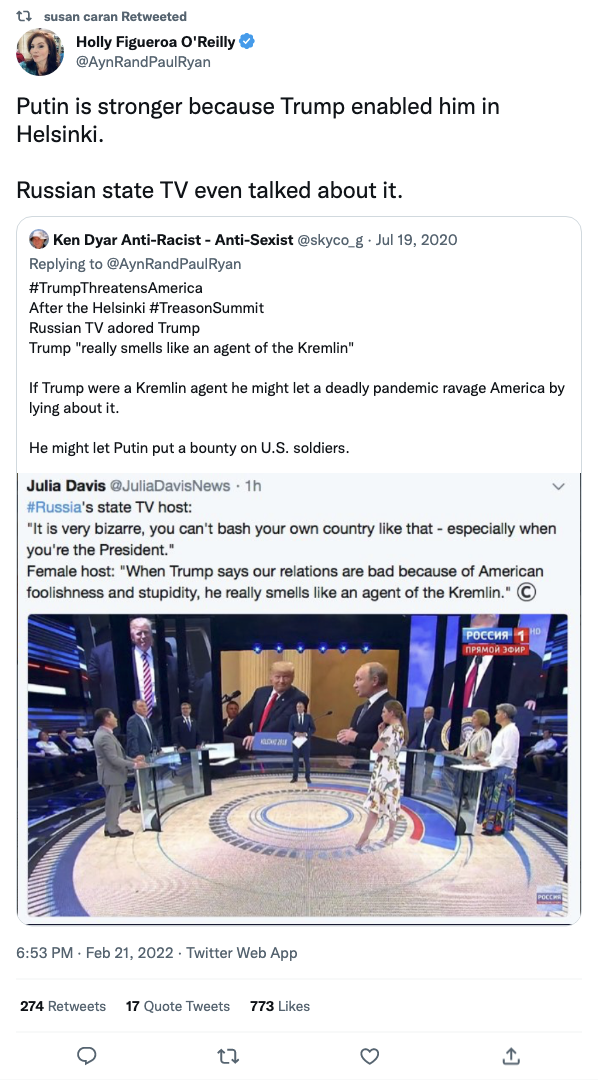 susan caran Retweeted
Holly Figueroa O'Reilly
@AynRandPaulRyan
Putin is stronger because Trump enabled him in
Helsinki.
Russian state TV even talked about it.
Ken Dyar Anti-Racist - Anti-Sexist @skyco_g · Jul 19, 2020
Replying to @AynRandPaulRyan
#TrumpThreatensAmerica
After the Helsinki #TreasonSummit
Russian TV adored Trump
Trump "really smells like an agent of the Kremlin"
If Trump were a Kremlin agent he might let a deadly pandemic ravage America by
lying about it.
He might let Putin put a bounty on U.S. soldiers.
Julia Davis @JuliaDavisNews · 1h
#Russia's state TV host:
"It is very bizarre, you can't bash your own country like that - especially when
you're the President."
Female host: "When Trump says our relations are bad because of American
foolishness and stupidity, he really smells like an agent of the Kremlin." ©
РОССИЯ 1 HD
ПРЯМОЙ ЭФИР
HELSINKI 2018
РОССИЯ
6:53 PM · Feb 21, 2022 · Twitter Web App
274 Retweets 17 Quote Tweets 773 Likes